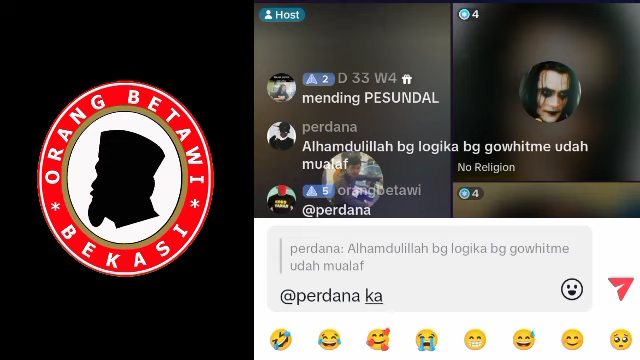 ORANG BETAWI
BEKASI
Host
4
2 D 33 W4
mending PESUNDAL
perdana
Alhamdulillah bg logika bg gowhitme udah
mualaf
No Religion
5 orangbetawi
@perdana
4
perdana: Alhamdulillah bg logika bg gowhitme
udah mualaf
@perdana ka